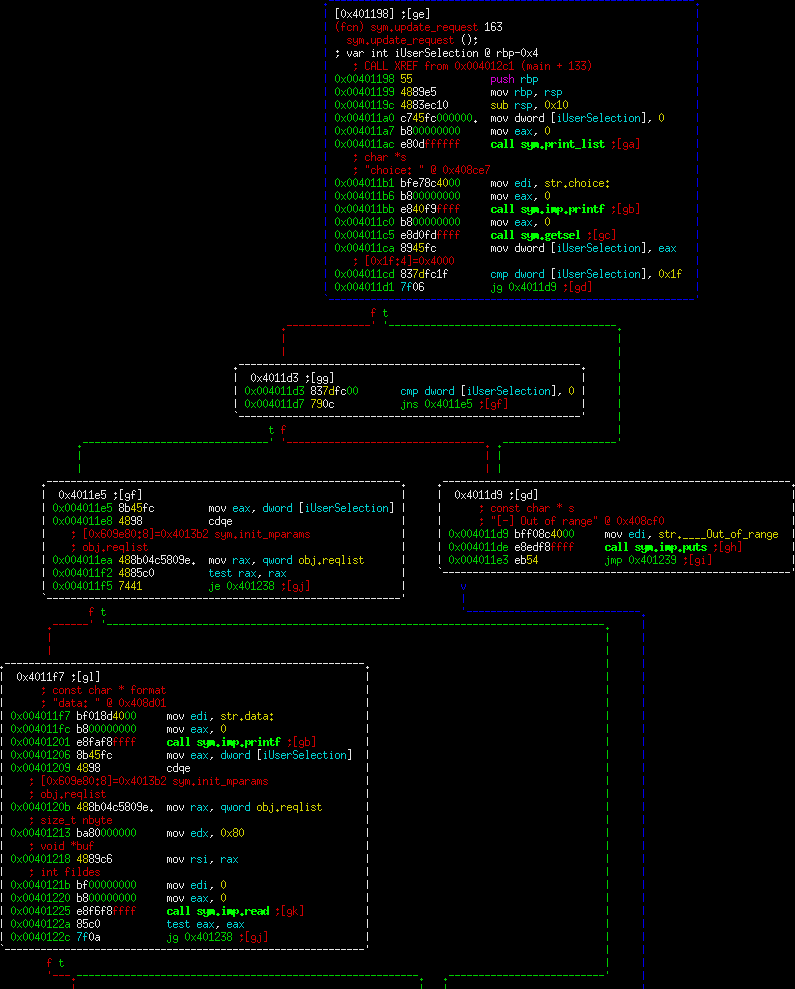 [0x401198] ;[ge]
(fcn) sym.update_request 163
sym.update_request ();
; var int iUserSelection @ rbp-0x4
; CALL XREF from 0x004012c1 (main + 133)
0x00401198 55 push rbp
0x00401199 4889e5 mov rbp, rsp
0x0040119c 4883ec10 sub rsp, 0x10
0x004011a0 c745fc000000. mov dword [iUserSelection], 0
0x004011a7 b800000000 mov eax, 0
0x004011ac e80dffffff call sym.print_list ;[ga]
; char *s
; "choice: " @ 0x408ce7
0x004011b1 bfe78c4000 mov edi, str.choice:
0x004011b6 b800000000 mov eax, 0
0x004011bb e840f9ffff call sym.imp.printf ;[gb]
0x004011c0 b800000000 mov eax, 0
0x004011c5 e8d0fdffff call sym.getsel ;[gc]
0x004011ca 8945fc mov dword [iUserSelection], eax
; [0x1f:4]=0x4000
0x004011cd 837dfc1f cmp dword [iUserSelection], 0x1f
0x004011d1 7f06 jg 0x4011d9 ;[gd]
f t
0x4011d3 ;[gg]
0x004011d3 837dfc00 cmp dword [iUserSelection], 0
0x004011d7 790c jns 0x4011e5 ;[gf]
t f
0x4011e5 ;[gf]
0x004011e5 8b45fc mov eax, dword [iUserSelection]
0x004011e8 4898 cdqe
; [0x609e80:8]=0x4013b2 sym.init_mparams
; obj.reqlist
0x004011ea 488b04c5809e. mov rax, qword obj.reqlist
0x004011f2 4885c0 test rax, rax
0x004011f5 7441 je 0x401238 ;[gj]
f t
0x4011d9 ;[gd]
; const char * s
; "[-] Out of range" @ 0x408cf0
0x004011d9 bff08c4000 mov edi, str.____Out_of_range
0x004011de e8edf8ffff call sym.imp.puts ;[gh]
0x004011e3 eb54 jmp 0x401239 ;[gi]
v
0x4011f7 ;[gl]
; const char * format
; "data: " @ 0x408d01
0x004011f7 bf018d4000 mov edi, str.data:
0x004011fc b800000000 mov eax, 0
0x00401201 e8faf8ffff call sym.imp.printf ;[gb]
0x00401206 8b45fc mov eax, dword [iUserSelection]
0x00401209 4898 cdqe
; [0x609e80:8]=0x4013b2 sym.init_mparams
; obj.reqlist
0x0040120b 488b04c5809e. mov rax, qword obj.reqlist
; size_t nbyte
0x00401213 ba80000000 mov edx, 0x80
; void *buf
0x00401218 4889c6 mov rsi, rax
; int fildes
0x0040121b bf00000000 mov edi, 0
0x00401220 b800000000 mov eax, 0
0x00401225 e8f6f8ffff call sym.imp.read ;[gk]
0x0040122a 85c0 test eax, eax
0x0040122c 7f0a jg 0x401238 ;[gj]
f t